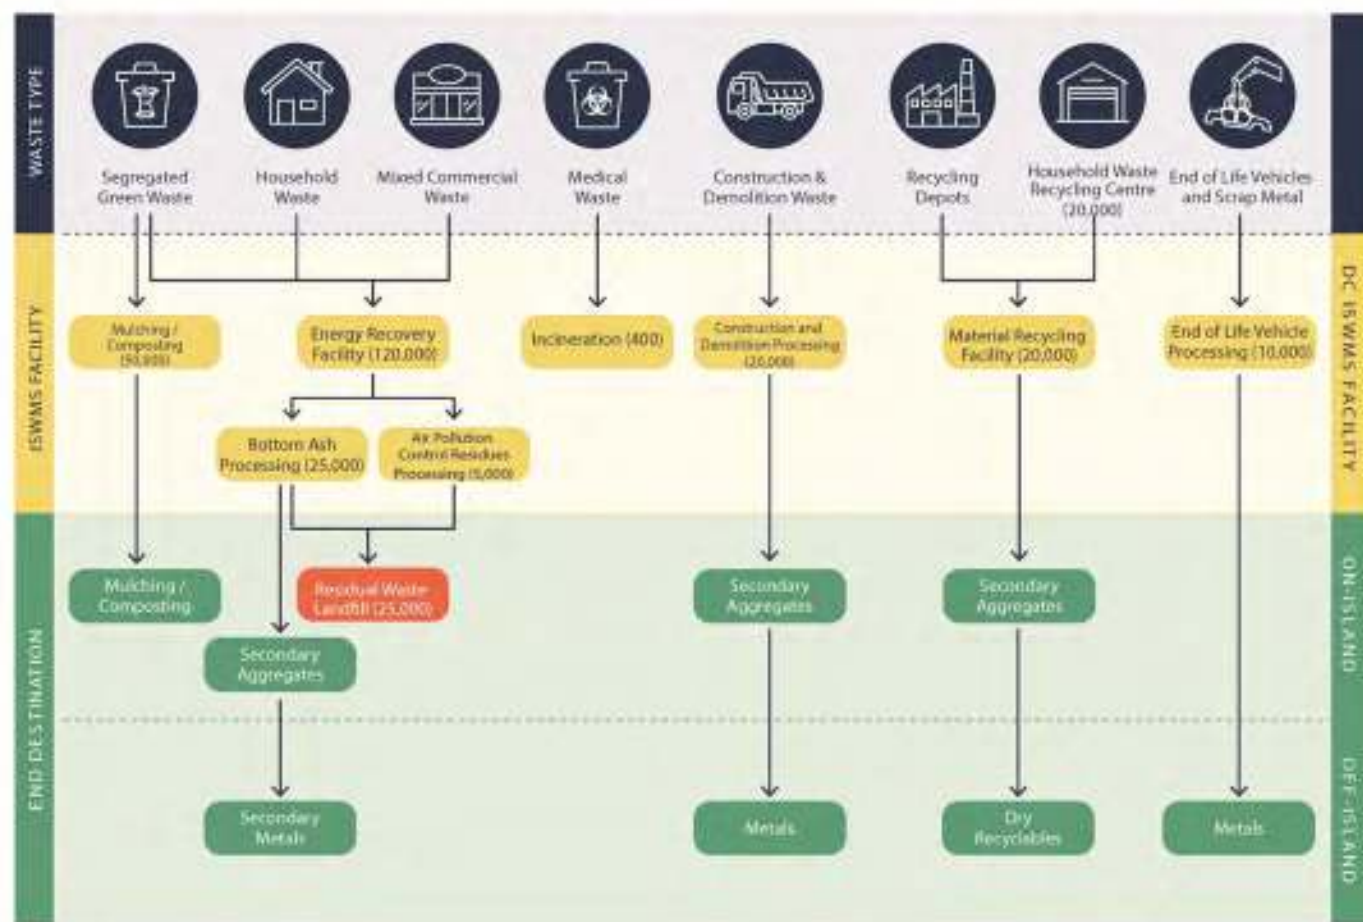 WASTE TYPE
Segregated
Green Waste
Household
Waste
Mixed Commercial
Waste
Medical
Waste
Construction &
Demolition Waste
Recycling
Depots
Household Waste
Recycling Centre
(20,000)
End of Life Vehicles
and Scrap Metal
ISWMS FACILITY
DC ISWMS FACILITY
Mulching /
Composting
Energy Recovery
Facility (120,000)
Incineration (400)
Construction and
Demolition Processing
(20,000)
Material Recycling
Facility (20,000)
End of Life Vehicle
Processing (10,000)
Bottom Ash
Processing (25,000)
Air Pollution
Control Residues
Processing (5,000)
END DESTINATION
ON-ISLAND
Mulching /
Composting
Residual Waste
Landfill (25,000)
Secondary
Aggregates
Secondary
Aggregates
Secondary
Aggregates
OFF-ISLAND
Secondary
Metals
Metals
Dry
Recyclables
Metals